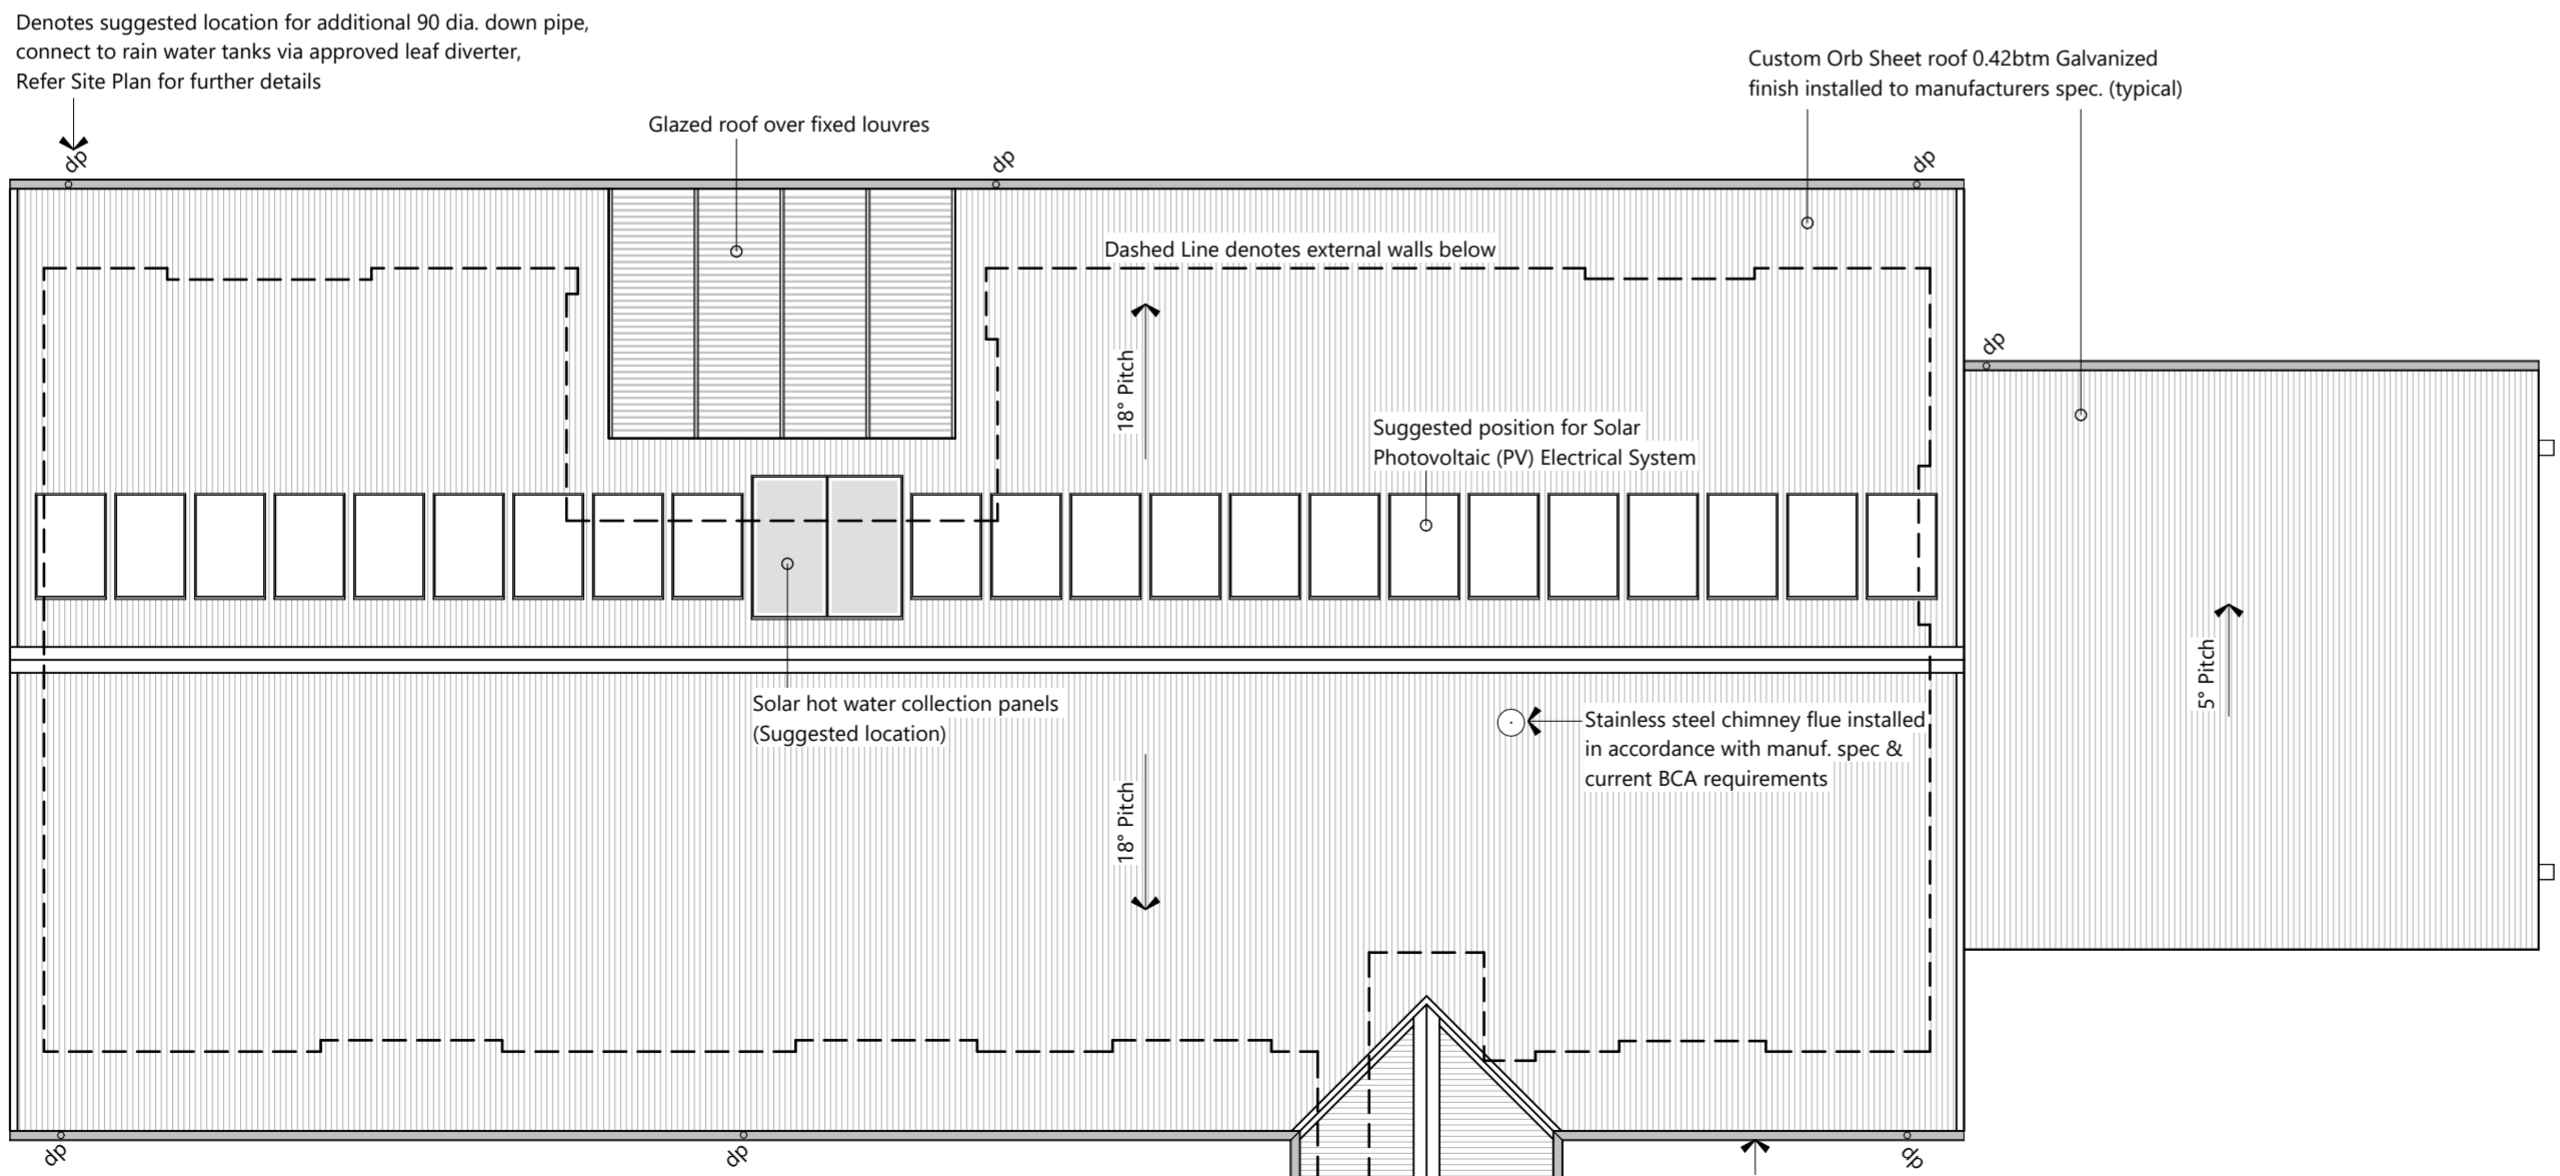 Denotes suggested location for additional 90 dia. down pipe,
connect to rain water tanks via approved leaf diverter,
Refer Site Plan for further details
Custom Orb Sheet roof 0.42btm Galvanized
finish installed to manufacturers spec. (typical)
Glazed roof over fixed louvres
dp
dp
dp
Dashed Line denotes external walls below
dp
18° Pitch
Suggested position for Solar
Photovoltaic (PV) Electrical System
5° Pitch
Solar hot water collection panels
(Suggested location)
Stainless steel chimney flue installed
in accordance with manuf. spec &
current BCA requirements
18° Pitch
dp
dp
dp